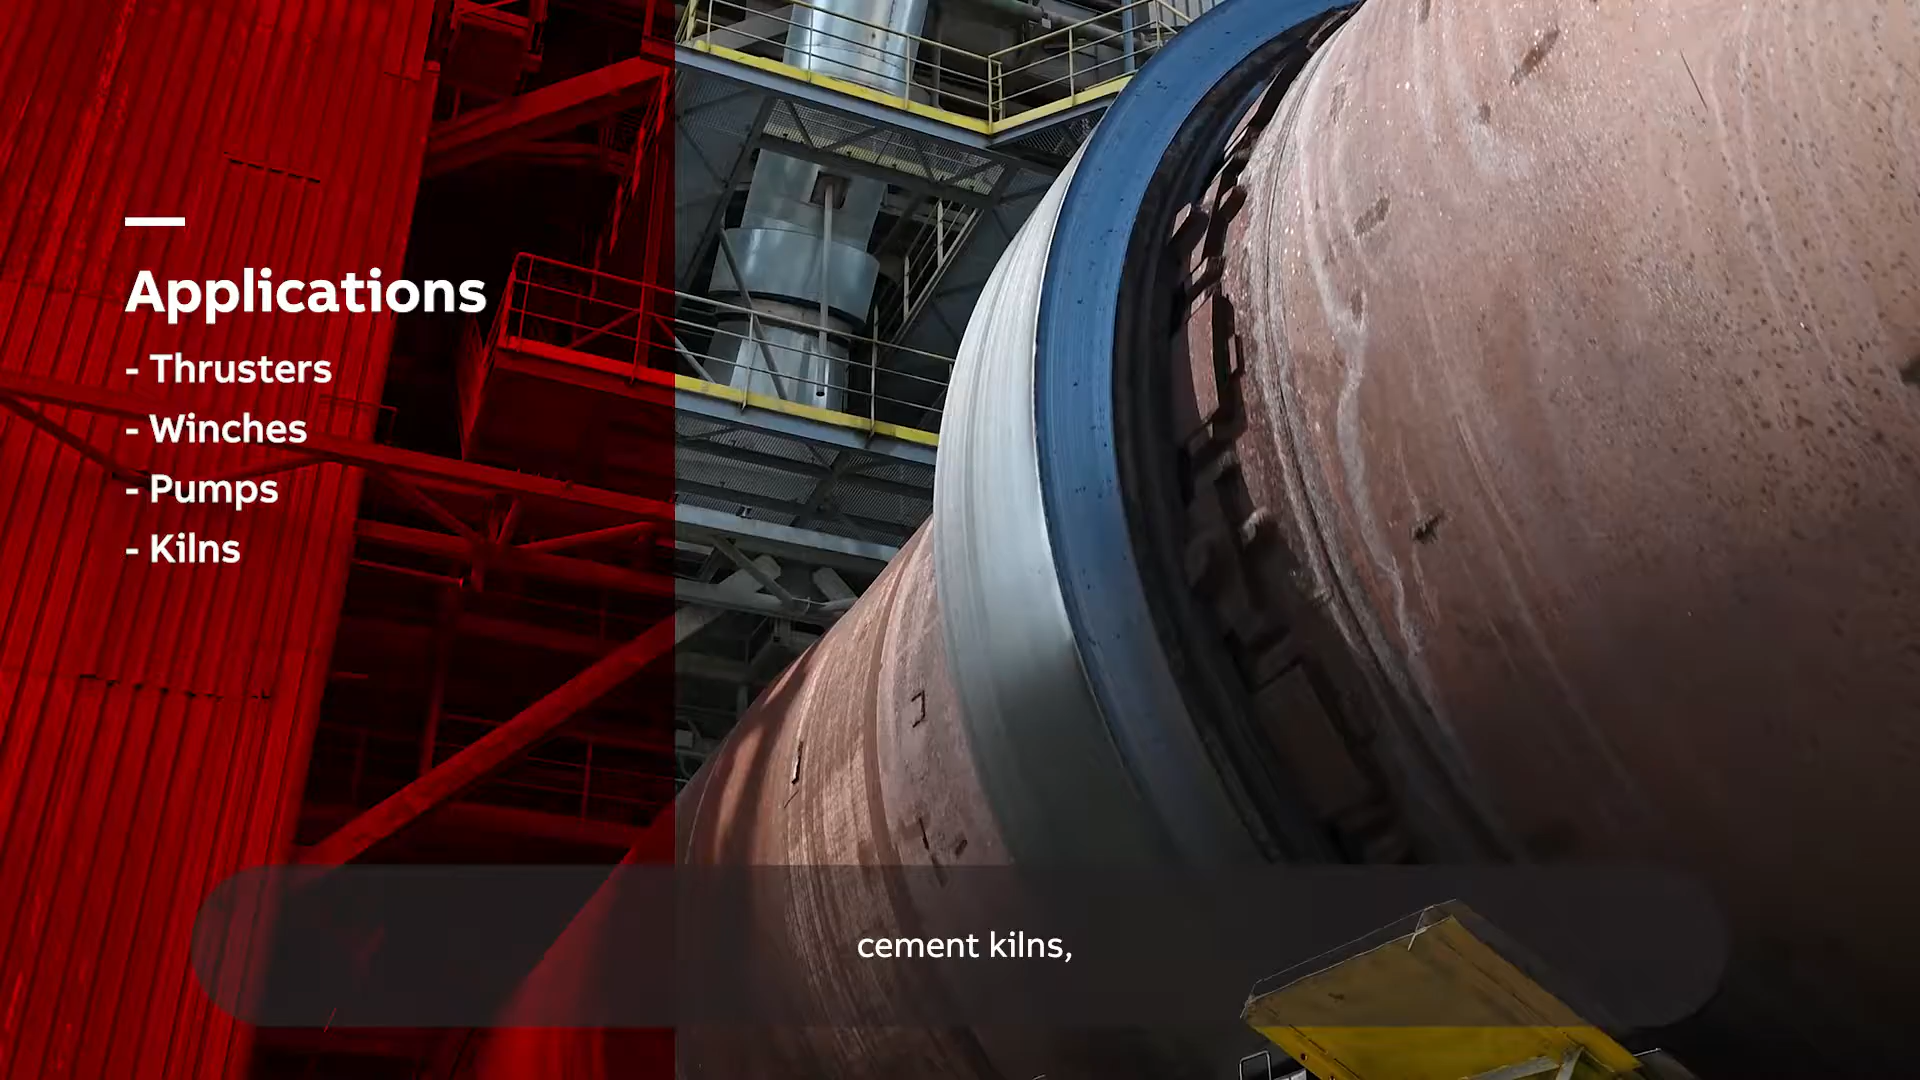 Applications
- Thrusters
- Winches
- Pumps
- Kilns
cement kilns,